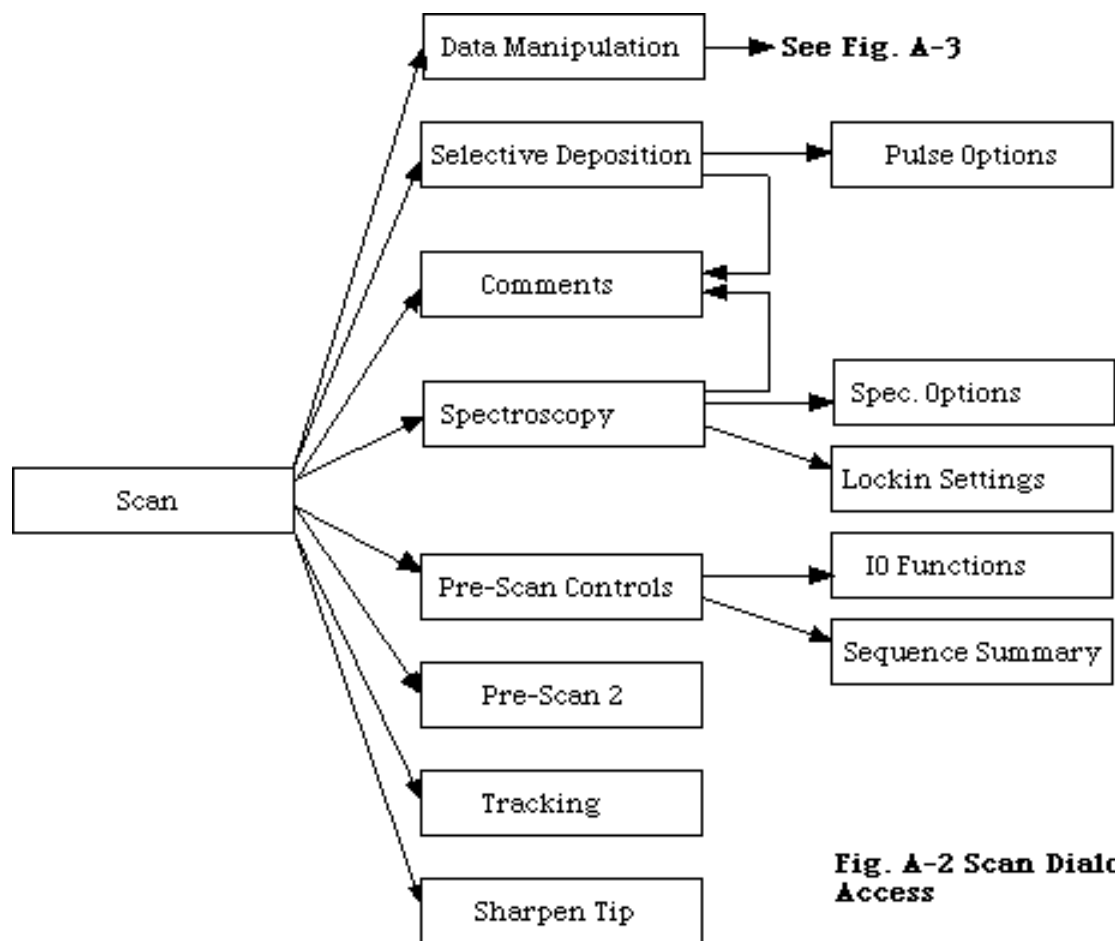 Data Manipulation
See Fig. A-3
Selective Deposition
Pulse Options
Comments
Spectroscopy
Spec. Options
Lockin Settings
Scan
Pre-Scan Controls
IO Functions
Sequence Summary
Pre-Scan 2
Tracking
Sharpen Tip
Fig. A-2 Scan
Access